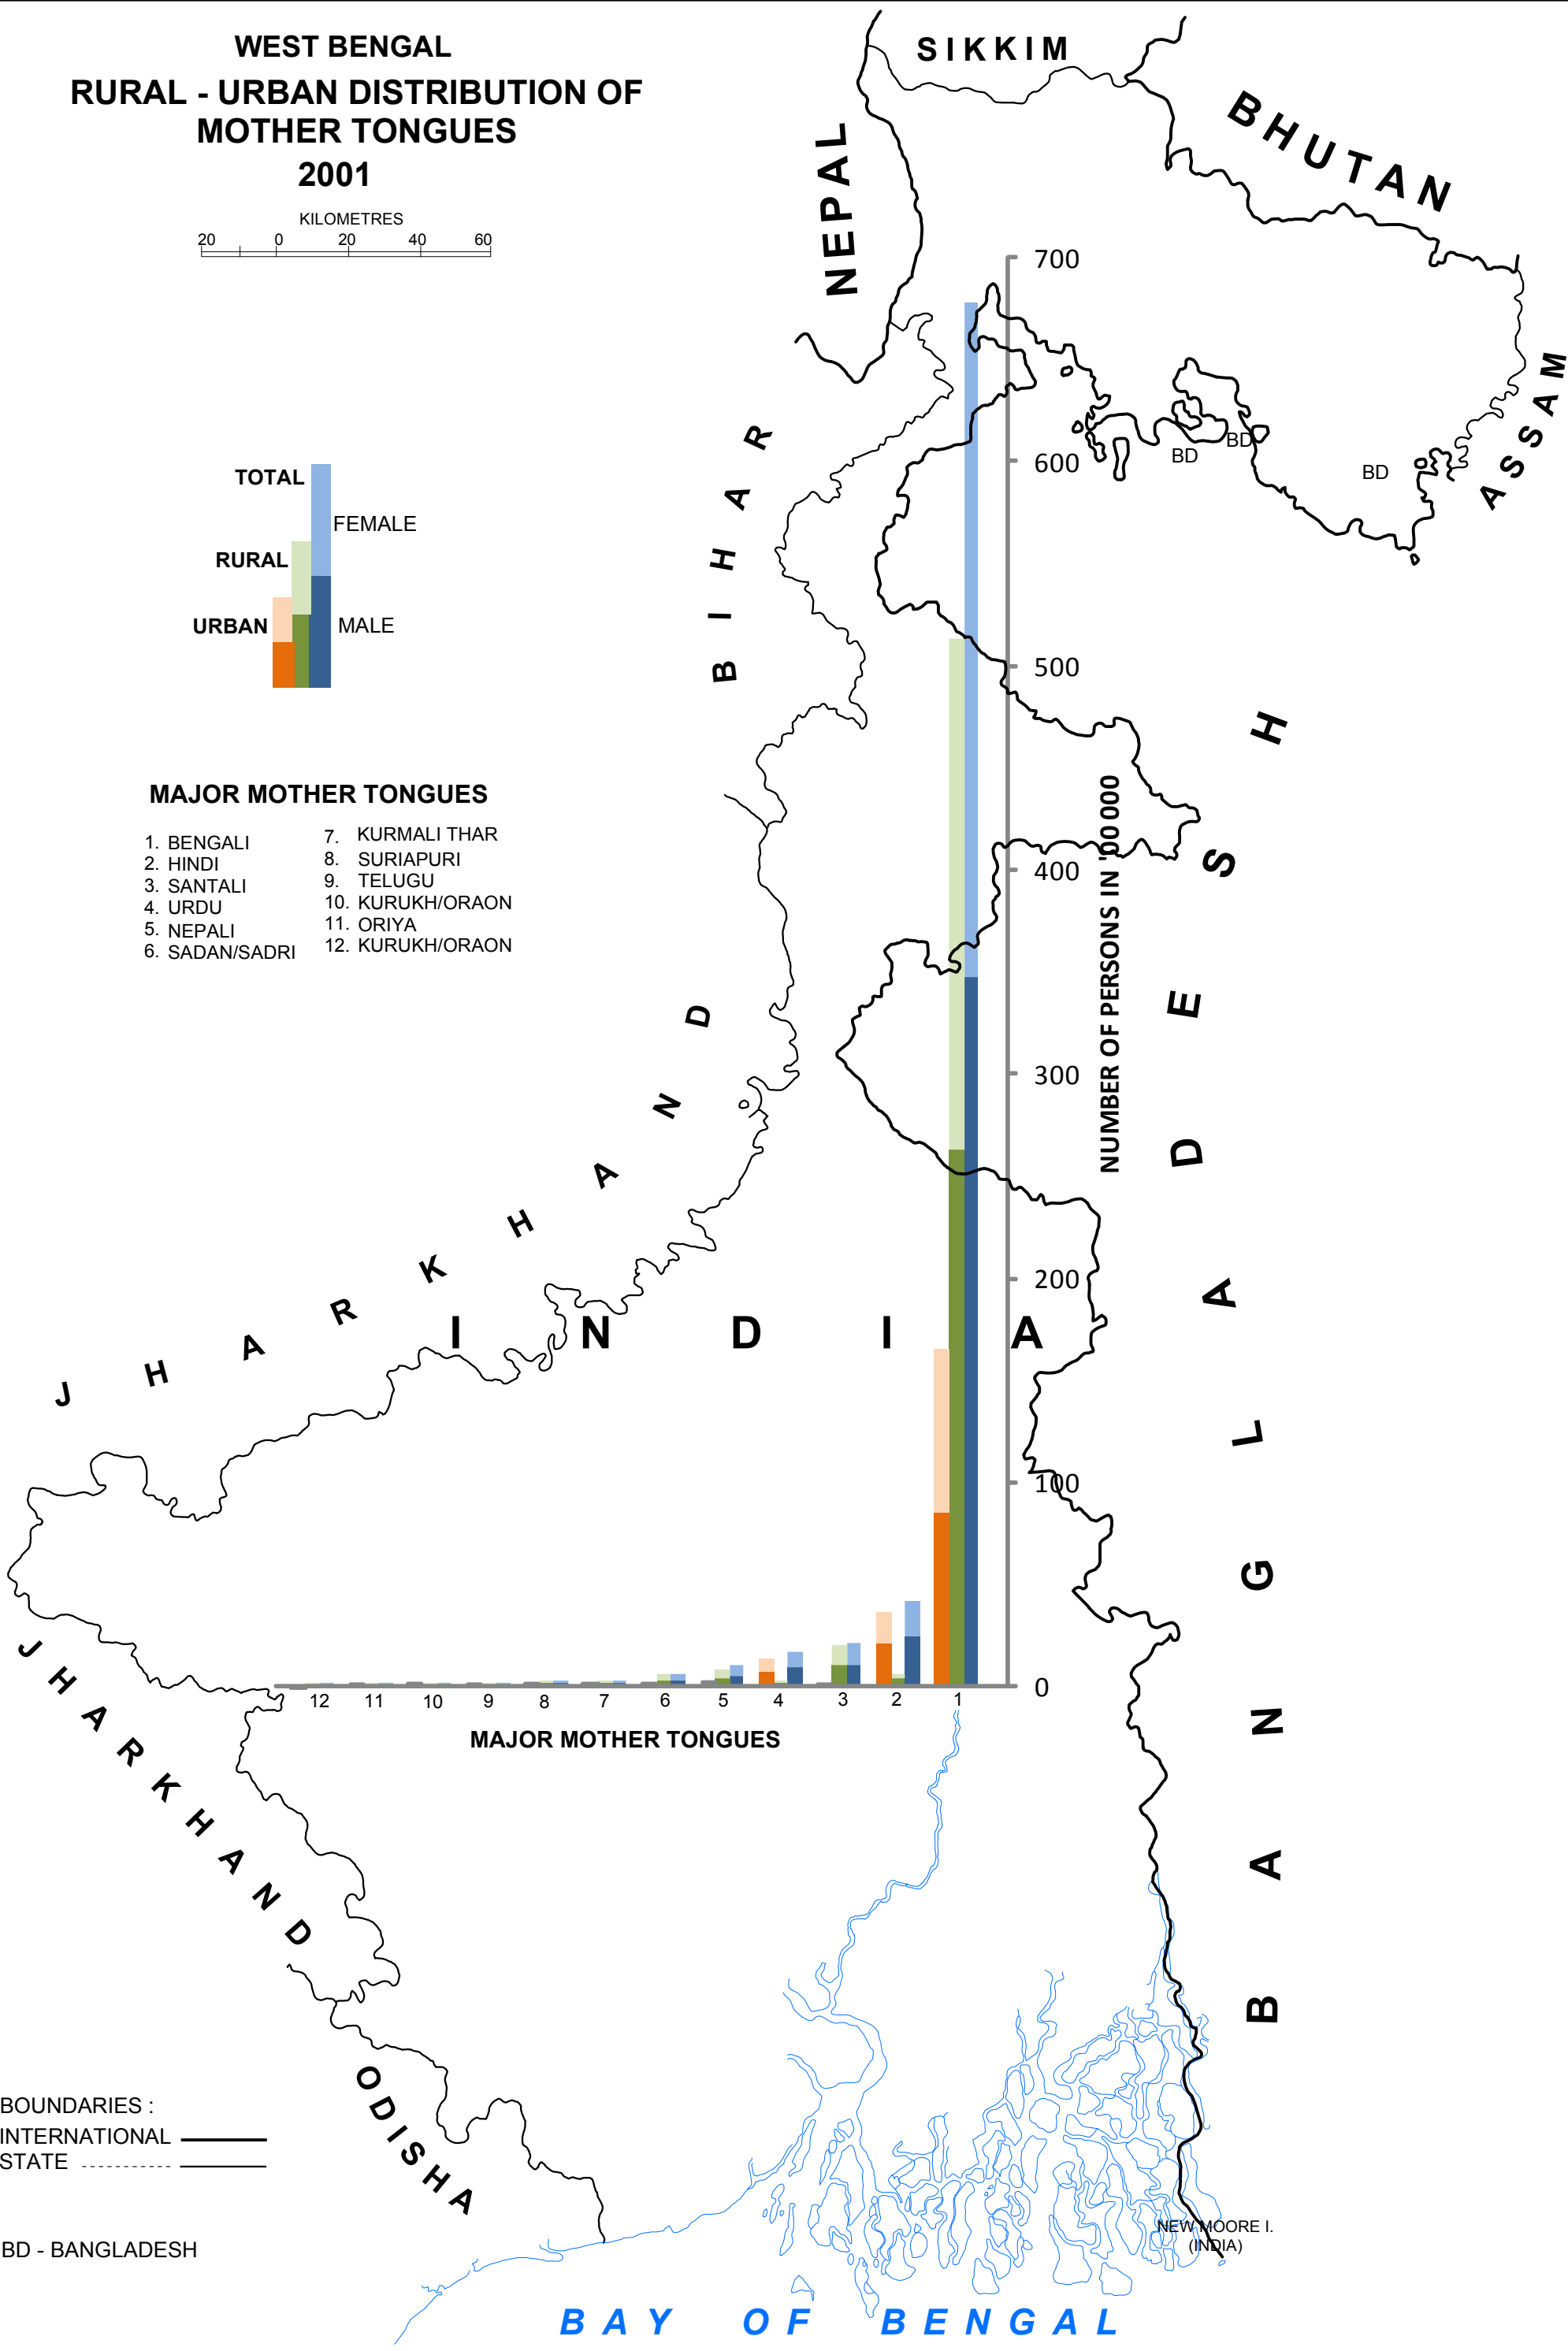 WEST BENGAL
RURAL - URBAN DISTRIBUTION OF
MOTHER TONGUES
2001
KILOMETRES
20 0 20 40 60
SIKKIM
BHUTAN
NEPAL
ASSAM
BIHAR
BD
BD
BD
TOTAL
FEMALE
RURAL
URBAN
MALE
MAJOR MOTHER TONGUES
1. BENGALI
2. HINDI
3. SANTALI
4. URDU
5. NEPALI
6. SADAN/SADRI
7. KURMALI THAR
8. SURIAPURI
9. TELUGU
10. KURUKH/ORAON
11. ORIYA
12. KURUKH/ORAON
700
600
500
400
300
200
100
0
NUMBER OF PERSONS IN '00000
BANGLADESH
JHARKHAND
INDIA
12 11 10 9 8 7 6 5 4 3 2 1
MAJOR MOTHER TONGUES
JHARKHAND
ODISHA
BOUNDARIES :
INTERNATIONAL
STATE
BD - BANGLADESH
NEW MOORE I.
(INDIA)
BAY OF BENGAL